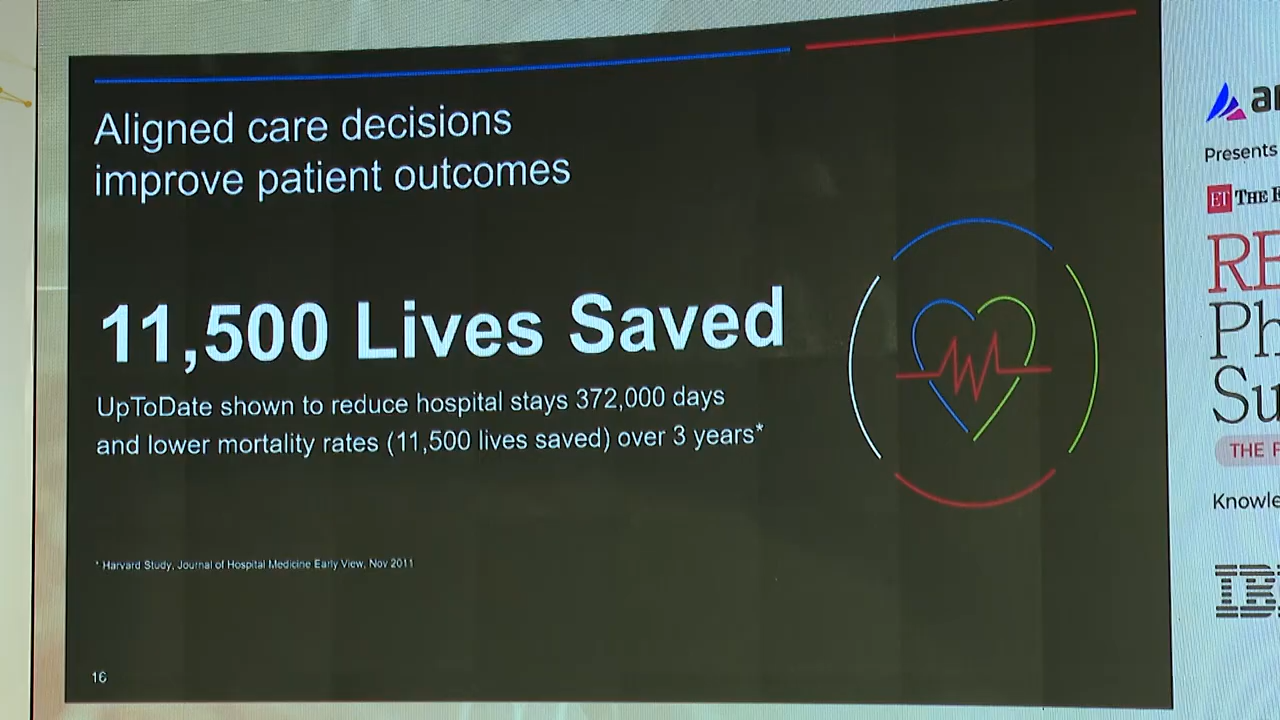 Aligned care decisions
improve patient outcomes
11,500 Lives Saved
UpToDate shown to reduce hospital stays 372,000 days
and lower mortality rates (11,500 lives saved) over 3 years*
* Harvard Study, Journal of Hospital Medicine Early View, Nov 2011
16
Presents
ET THE